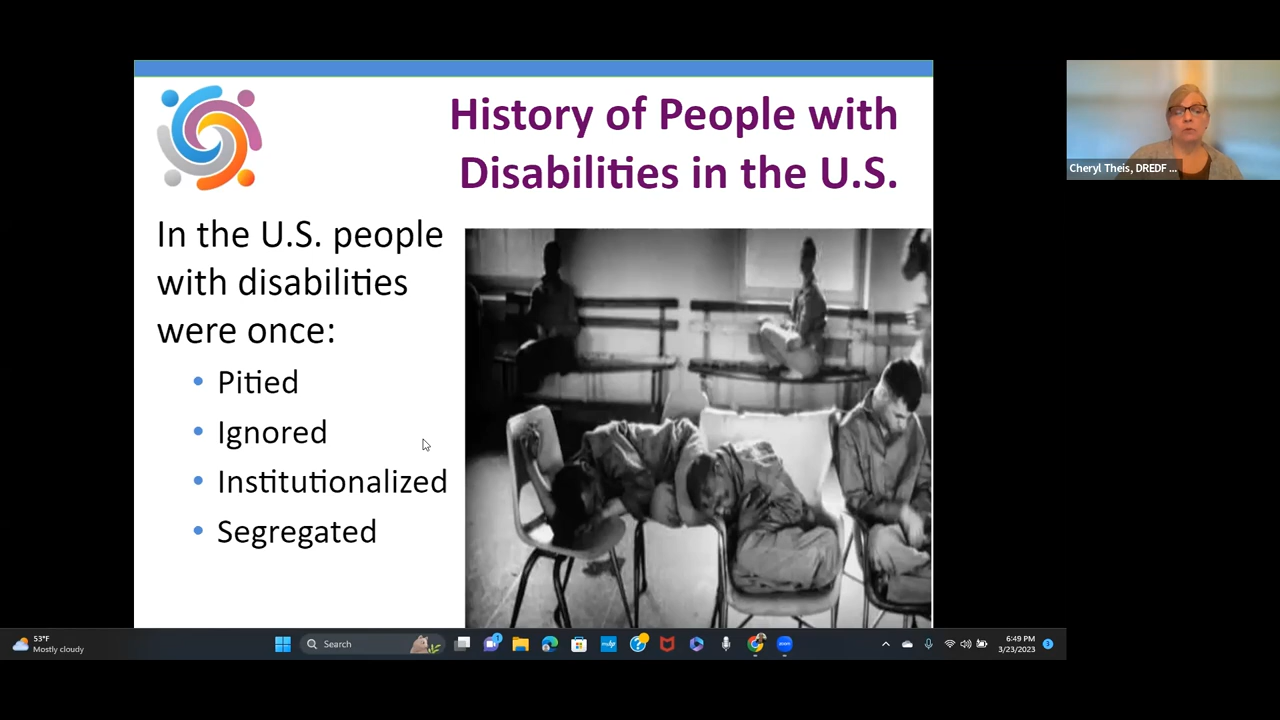 History of People with
Disabilities in the U.S.
In the U.S. people
with disabilities
were once:
• Pitied
• Ignored
• Institutionalized
• Segregated
Cheryl Theis, DREDF ...
53°F
Mostly cloudy
Search
6:49 PM
3/23/2023